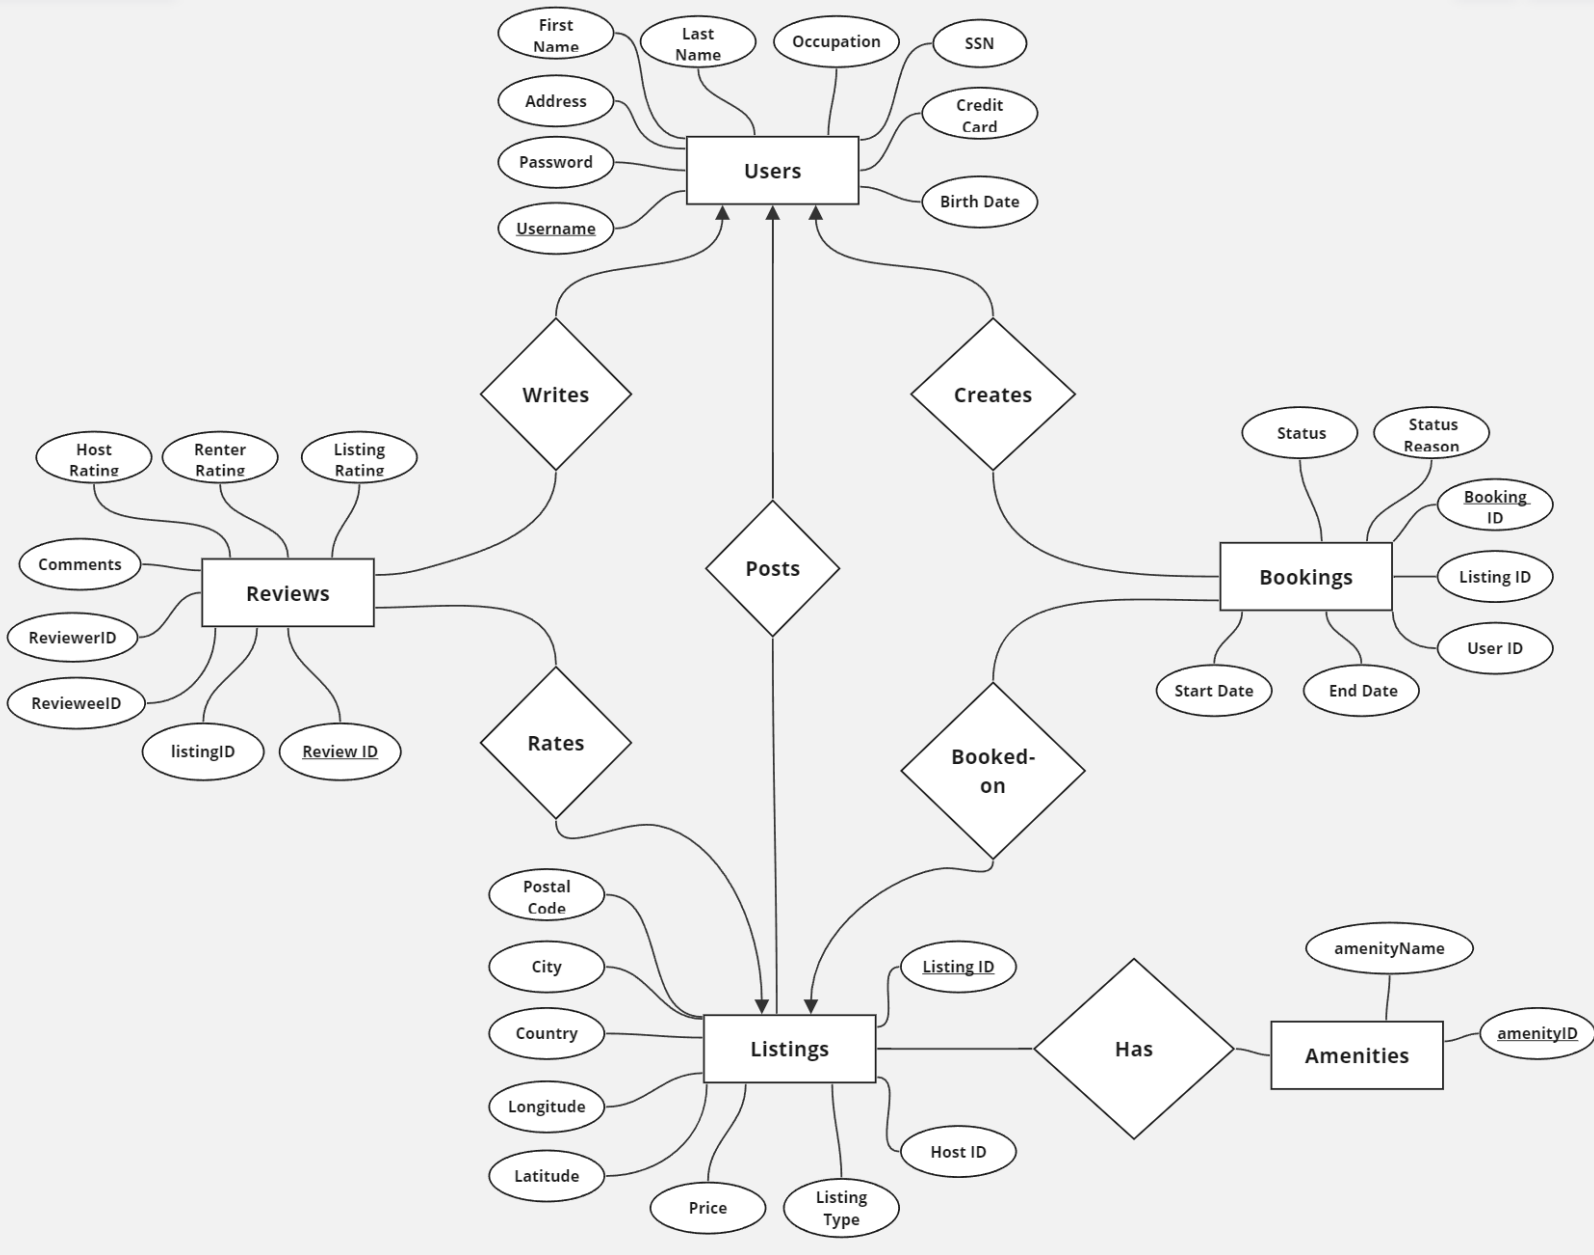 First
Name
Last
Name
Occupation
SSN
Address
Credit
Card
Password
Users
Username
Birth Date
Writes
Creates
Host
Rating
Renter
Rating
Listing
Rating
Status
Status
Reason
Booking
ID
Comments
Reviews
Posts
Bookings
Listing ID
ReviewerID
User ID
RevieweeID
Start Date
End Date
listingID
Review ID
Rates
Booked-
on
Postal
Code
City
Listing ID
amenityName
Country
Listings
Has
Amenities
amenityID
Longitude
Latitude
Host ID
Price
Listing
Type